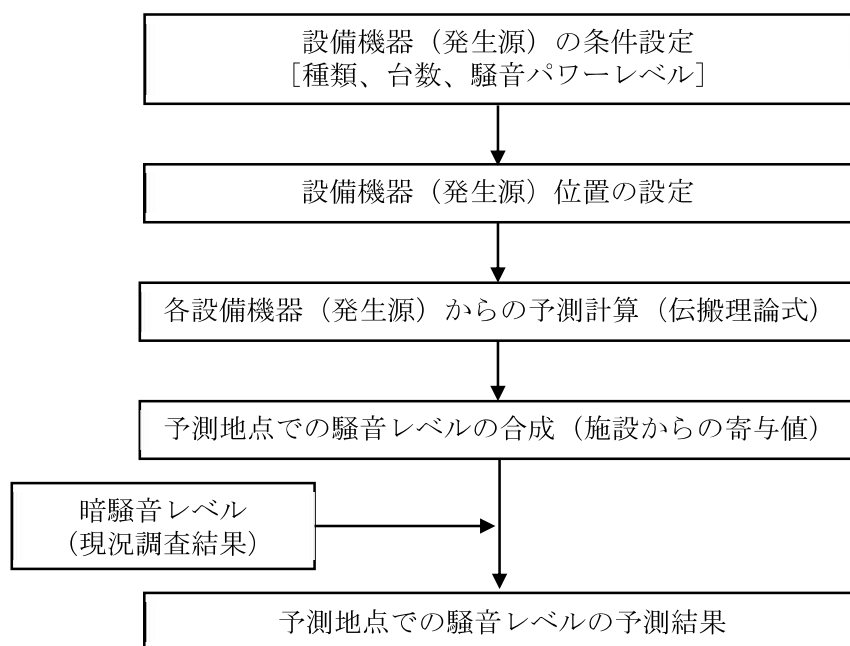 設備機器（発生源）の条件設定
［種類、台数、騒音パワーレベル］
設備機器（発生源）位置の設定
各設備機器（発生源）からの予測計算（伝搬理論式）
予測地点での騒音レベルの合成（施設からの寄与値）
暗騒音レベル
（現況調査結果）
予測地点での騒音レベルの予測結果